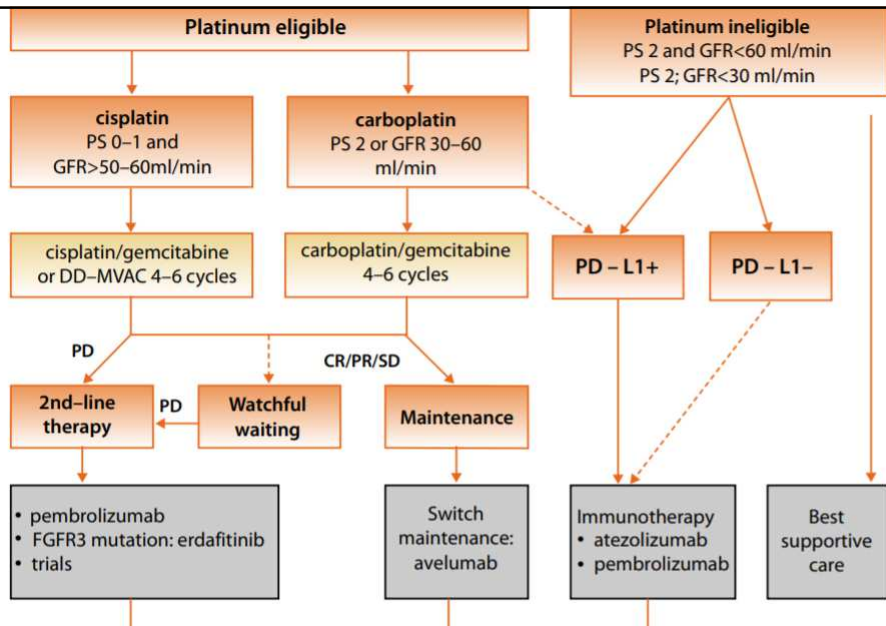 Platinum eligible
Platinum ineligible
PS 2 and GFR<60 ml/min
PS 2; GFR<30 ml/min
cisplatin
PS 0–1 and
GFR>50–60ml/min
carboplatin
PS 2 or GFR 30–60
ml/min
cisplatin/gemcitabine
or DD–MVAC 4–6 cycles
carboplatin/gemcitabine
4–6 cycles
PD – L1+
PD – L1–
PD
CR/PR/SD
2nd–line
therapy
PD
Watchful
waiting
Maintenance
• pembrolizumab
• FGFR3 mutation: erdafitinib
• trials
Switch
maintenance:
avelumab
Immunotherapy
• atezolizumab
• pembrolizumab
Best
supportive
care